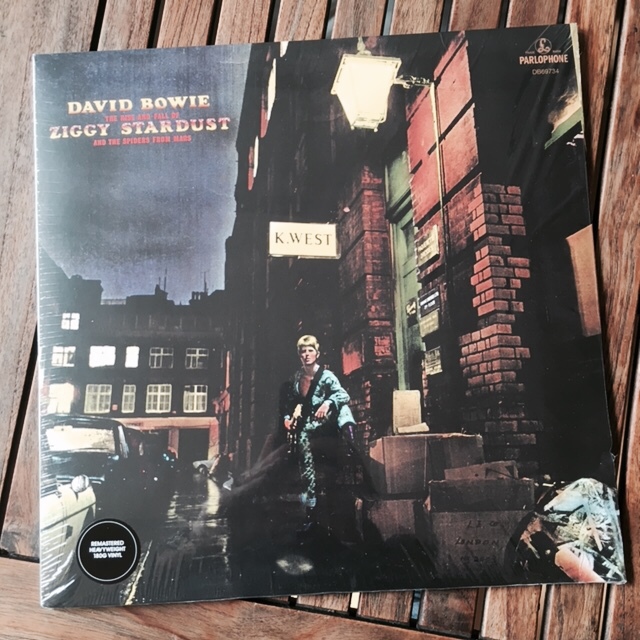 DAVID BOWIE
THE RISE AND FALL OF
ZIGGY STARDUST
AND THE SPIDERS FROM MARS
PARLOPHONE
DB69734
K.WEST
REMASTERED
HEAVYWEIGHT
180G VINYL